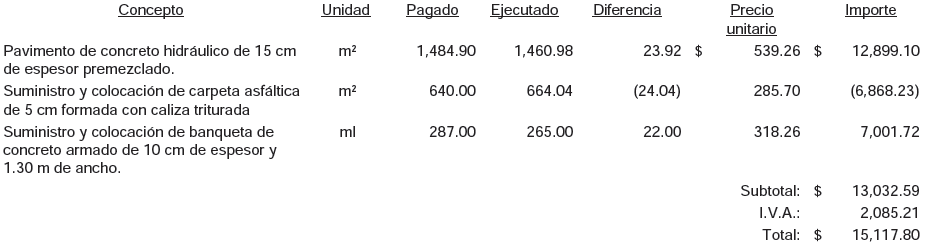 Concepto Unidad Pagado Ejecutado Diferencia Precio unitario Importe
Pavimento de concreto hidráulico de 15 cm m² 1,484.90 1,460.98 23.92 $ 539.26 $ 12,899.10
de espesor premezclado.
Suministro y colocación de carpeta asfáltica m² 640.00 664.04 (24.04) 285.70 (6,868.23)
de 5 cm formada con caliza triturada
Suministro y colocación de banqueta de ml 287.00 265.00 22.00 318.26 7,001.72
concreto armado de 10 cm de espesor y
1.30 m de ancho.
Subtotal: $ 13,032.59
I.V.A.: 2,085.21
Total: $ 15,117.80